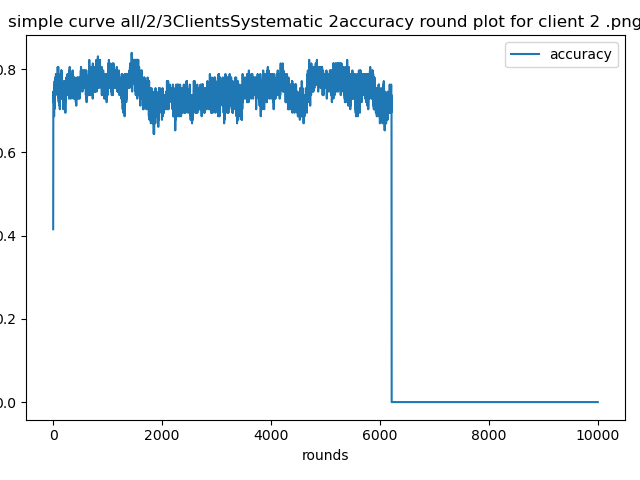 simple curve all/2/3ClientsSystematic 2accuracy round plot for client 2 .png
accuracy
0.8
0.6
0.4
0.2
0.0
0 2000 4000 6000 8000 10000
rounds